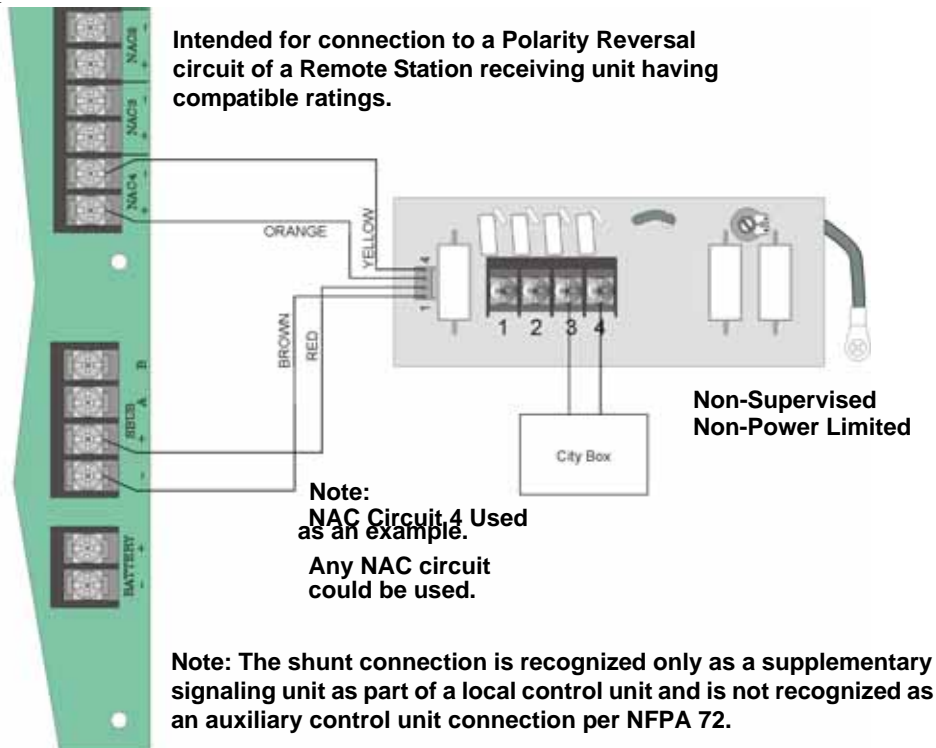 Intended for connection to a Polarity Reversal
circuit of a Remote Station receiving unit having
compatible ratings.
NAC2
-
+
NAC3
-
+
NAC4
-
+
ORANGE
YELLOW
4
1
BROWN
RED
1 2 3 4
B
A
SBUS
+
-
City Box
Non-Supervised
Non-Power Limited
Note:
NAC Circuit 4 Used
as an example.
Any NAC circuit
could be used.
BATTERY
+
-
Note: The shunt connection is recognized only as a supplementary
signaling unit as part of a local control unit and is not recognized as
an auxiliary control unit connection per NFPA 72.